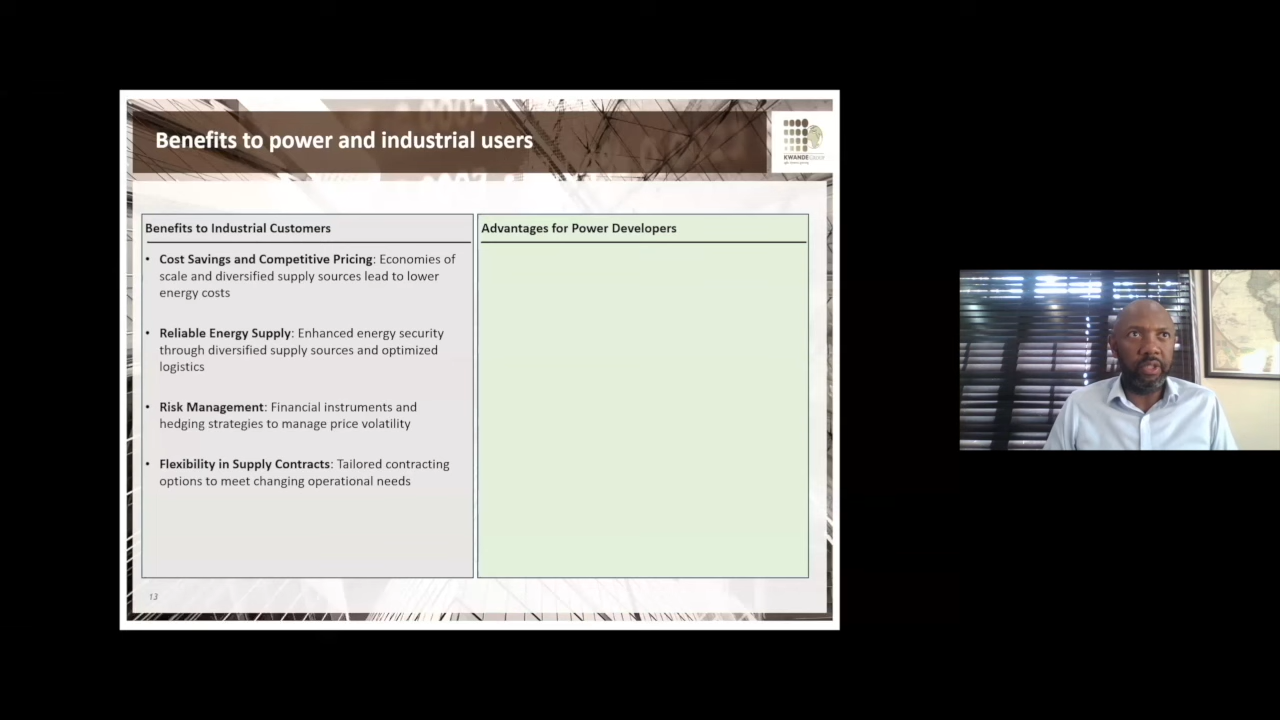 Benefits to power and industrial users
KWANDE
Benefits to Industrial Customers
• Cost Savings and Competitive Pricing: Economies of
scale and diversified supply sources lead to lower
energy costs
• Reliable Energy Supply: Enhanced energy security
through diversified supply sources and optimized
logistics
• Risk Management: Financial instruments and
hedging strategies to manage price volatility
• Flexibility in Supply Contracts: Tailored contracting
options to meet changing operational needs
Advantages for Power Developers
13